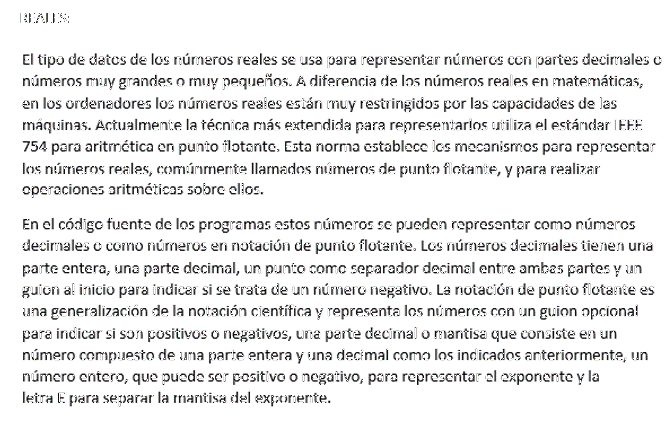 REALES:
El tipo de datos de los números reales se usa para representar números con partes decimales o
números muy grandes o muy pequeños. A diferencia de los números reales en matemáticas,
en los ordenadores los números reales están muy restringidos por las capacidades de las
máquinas. Actualmente la técnica más extendida para representarlos utiliza el estándar IEEE
754 para aritmética en punto flotante. Esta norma establece los mecanismos para representar
los números reales, comúnmente llamados números de punto flotante, y para realizar
operaciones aritméticas sobre ellos.
En el código fuente de los programas estos números se pueden representar como números
decimales o como números en notación de punto flotante. Los números decimales tienen una
parte entera, una parte decimal, un punto como separador decimal entre ambas partes y un
guion al inicio para indicar si se trata de un número negativo. La notación de punto flotante es
una generalización de la notación científica y representa los números con un guion opcional
para indicar si son positivos o negativos, una parte decimal o mantisa que consiste en un
número compuesto de una parte entera y una decimal como los indicados anteriormente, un
número entero, que puede ser positivo o negativo, para representar el exponente y la
letra E para separar la mantisa del exponente.